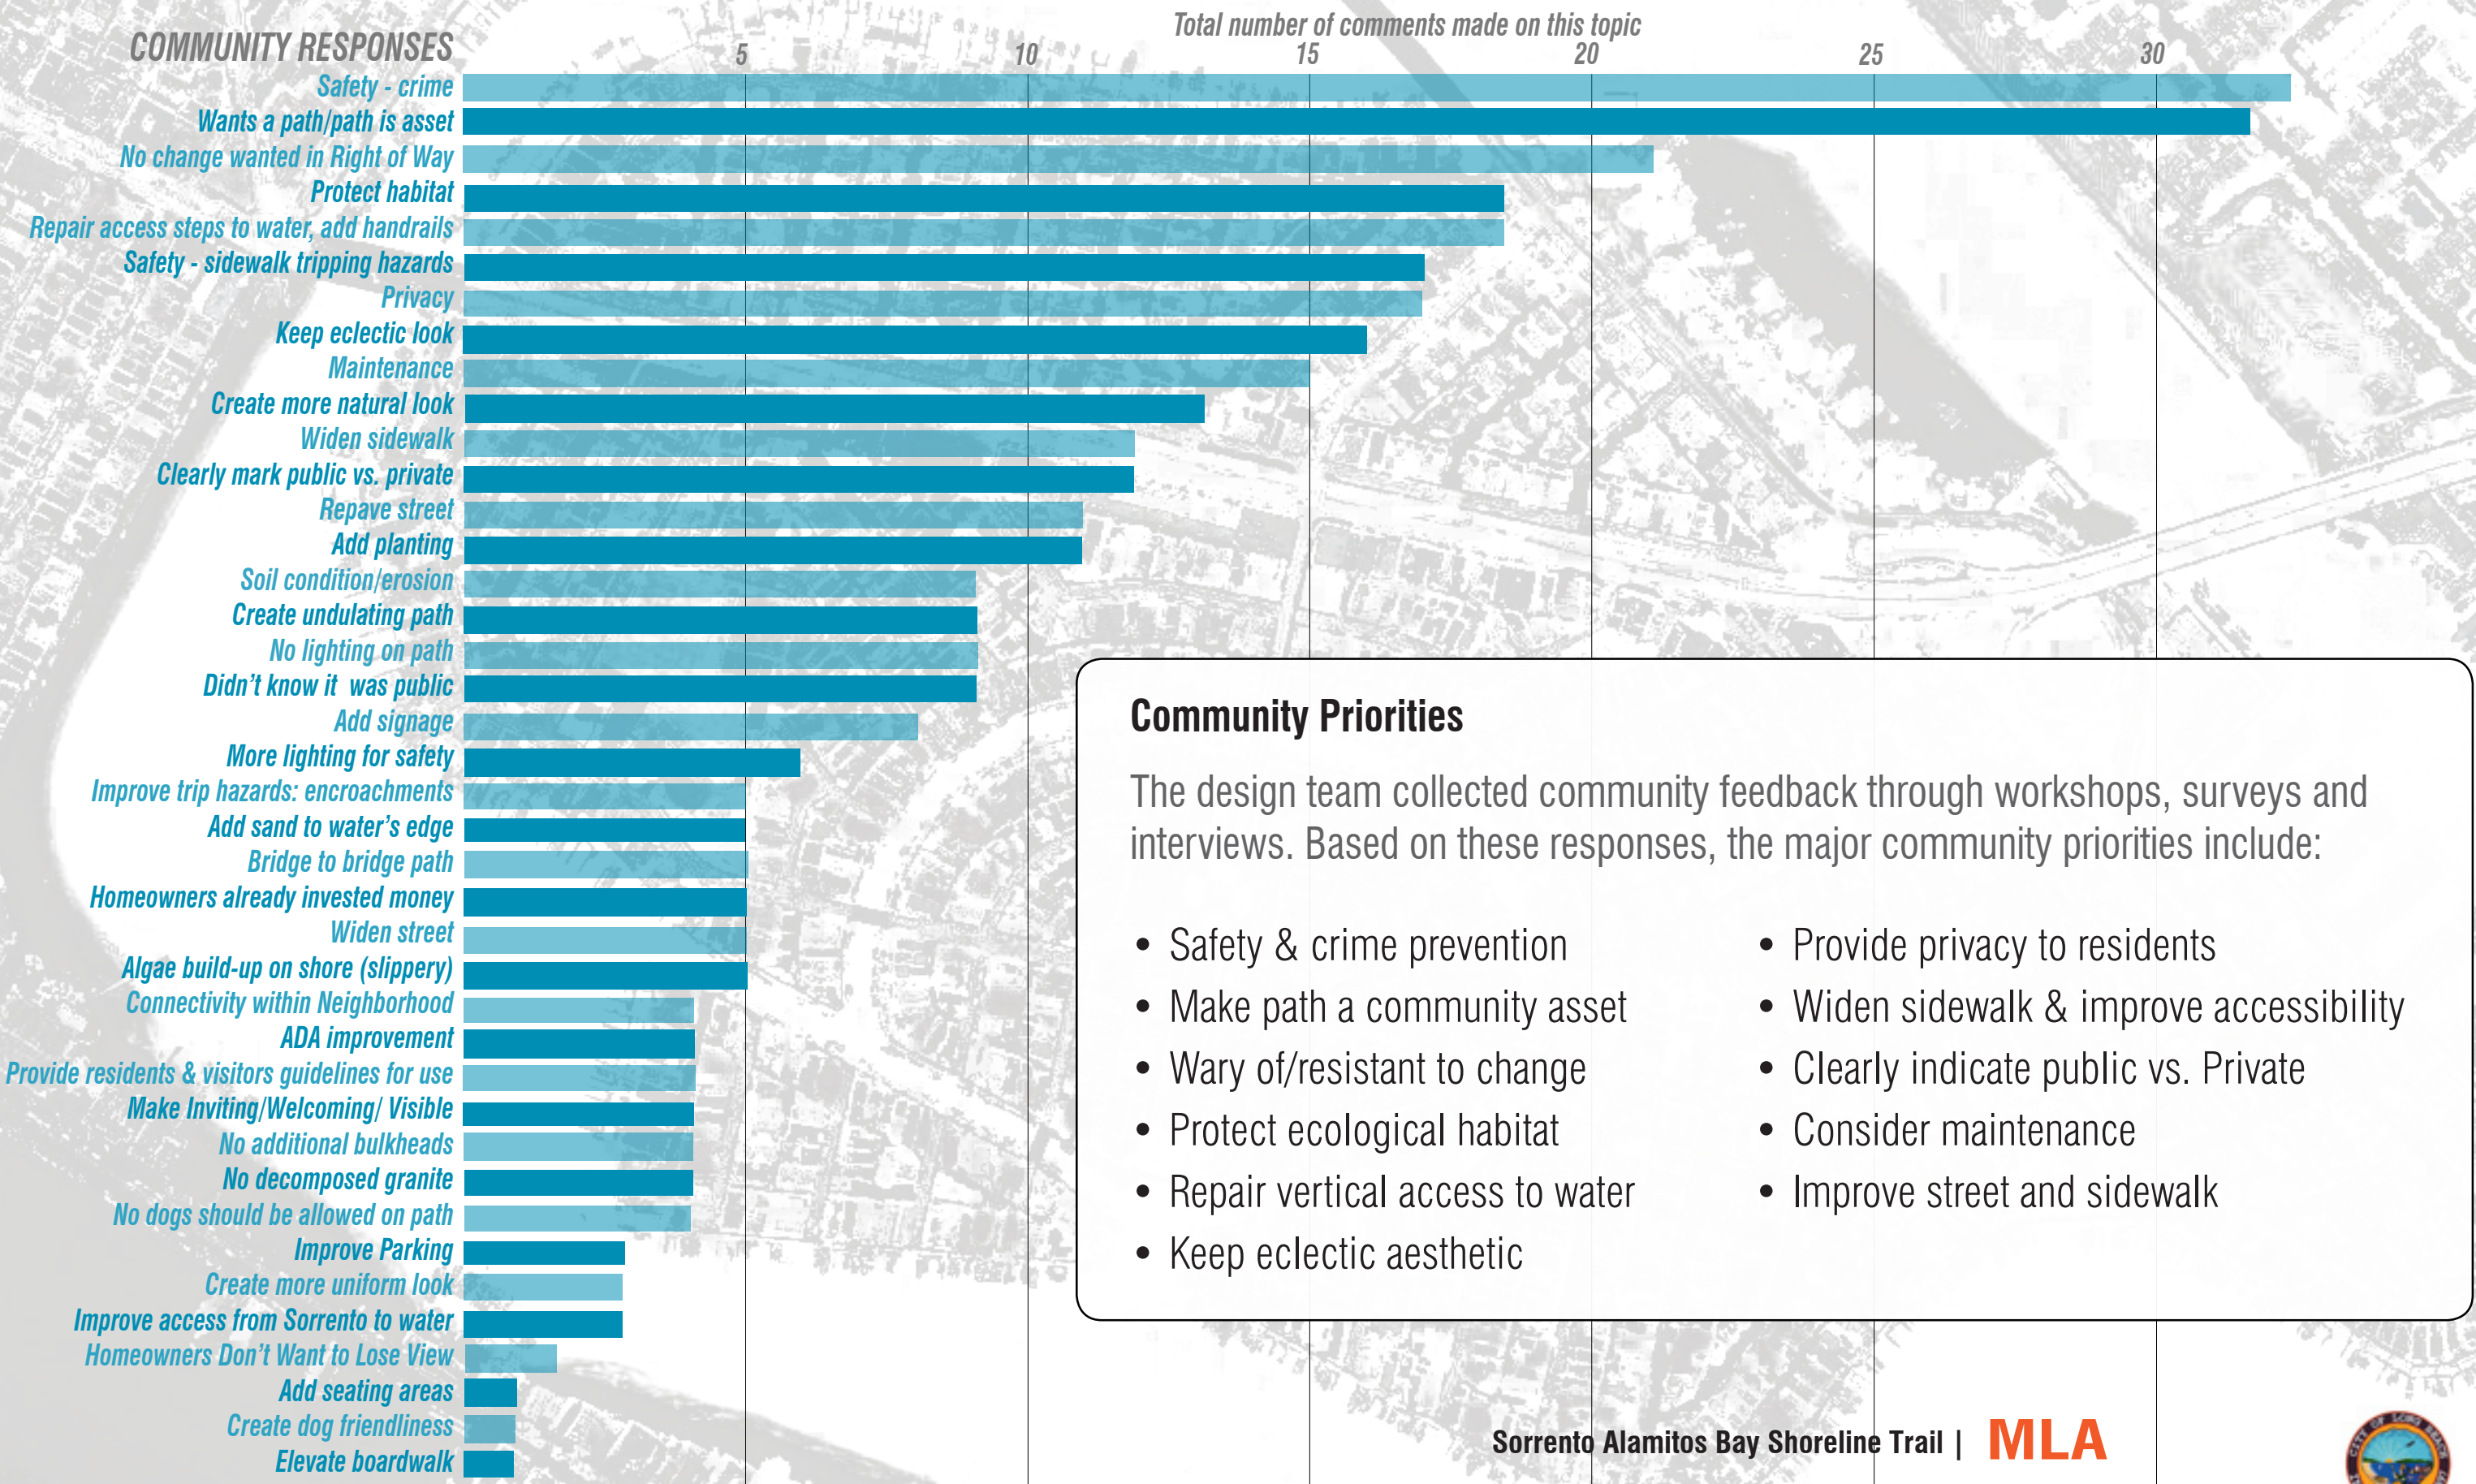 Total number of comments made on this topic
COMMUNITY RESPONSES
5 10 15 20 25 30
Safety - crime
Wants a path/path is asset
No change wanted in Right of Way
Protect habitat
Repair access steps to water, add handrails
Safety - sidewalk tripping hazards
Privacy
Keep eclectic look
Maintenance
Create more natural look
Widen sidewalk
Clearly mark public vs. private
Repave street
Add planting
Soil condition/erosion
Create undulating path
No lighting on path
Didn't know it was public
Add signage
More lighting for safety
Improve trip hazards: encroachments
Add sand to water's edge
Bridge to bridge path
Homeowners already invested money
Widen street
Algae build-up on shore (slippery)
Connectivity within Neighborhood
ADA improvement
Provide residents & visitors guidelines for use
Make Inviting/Welcoming/ Visible
No additional bulkheads
No decomposed granite
No dogs should be allowed on path
Improve Parking
Create more uniform look
Improve access from Sorrento to water
Homeowners Don't Want to Lose View
Add seating areas
Create dog friendliness
Elevate boardwalk
Community Priorities
The design team collected community feedback through workshops, surveys and
interviews. Based on these responses, the major community priorities include:
• Safety & crime prevention
• Make path a community asset
• Wary of/resistant to change
• Protect ecological habitat
• Repair vertical access to water
• Keep eclectic aesthetic
• Provide privacy to residents
• Widen sidewalk & improve accessibility
• Clearly indicate public vs. Private
• Consider maintenance
• Improve street and sidewalk
Sorrento Alamitos Bay Shoreline Trail | MLA
CITY OF LONG BEACH